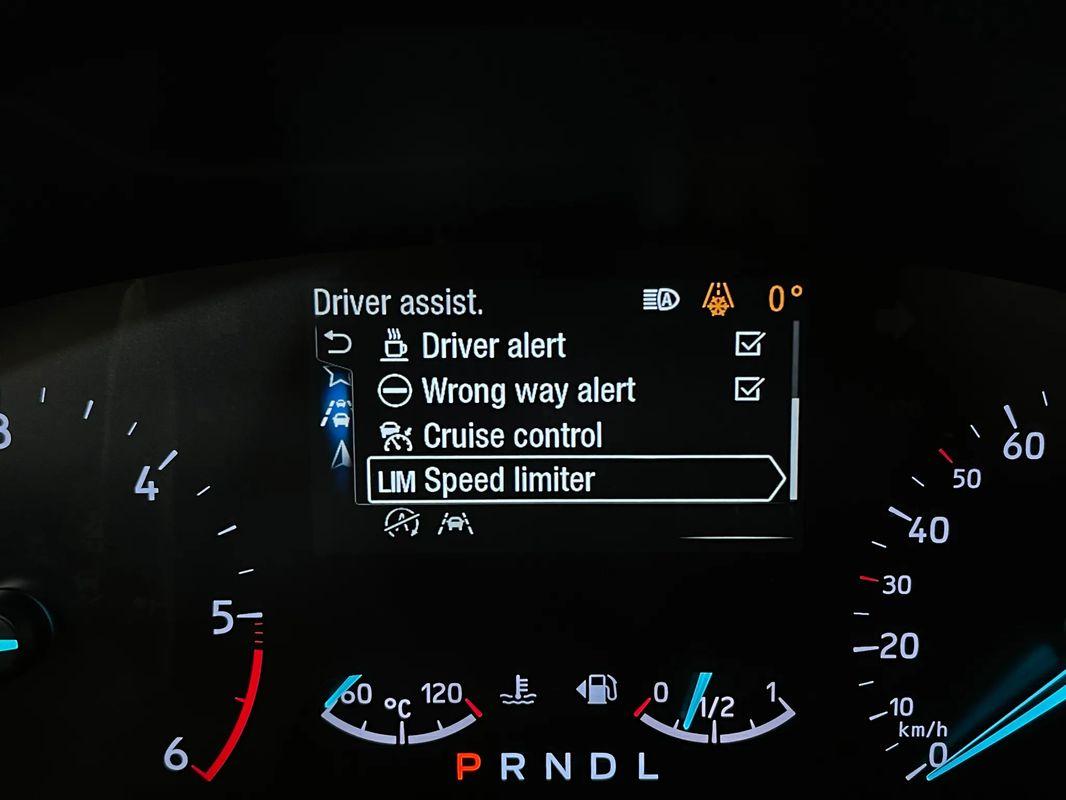 Driver assist. A 0°
Driver alert
Wrong way alert
Cruise control
LIM Speed limiter
A
3
4
5
6
60
50
40
30
20
10
km/h
0
60 °C 120
0 1/2 1
P R N D L